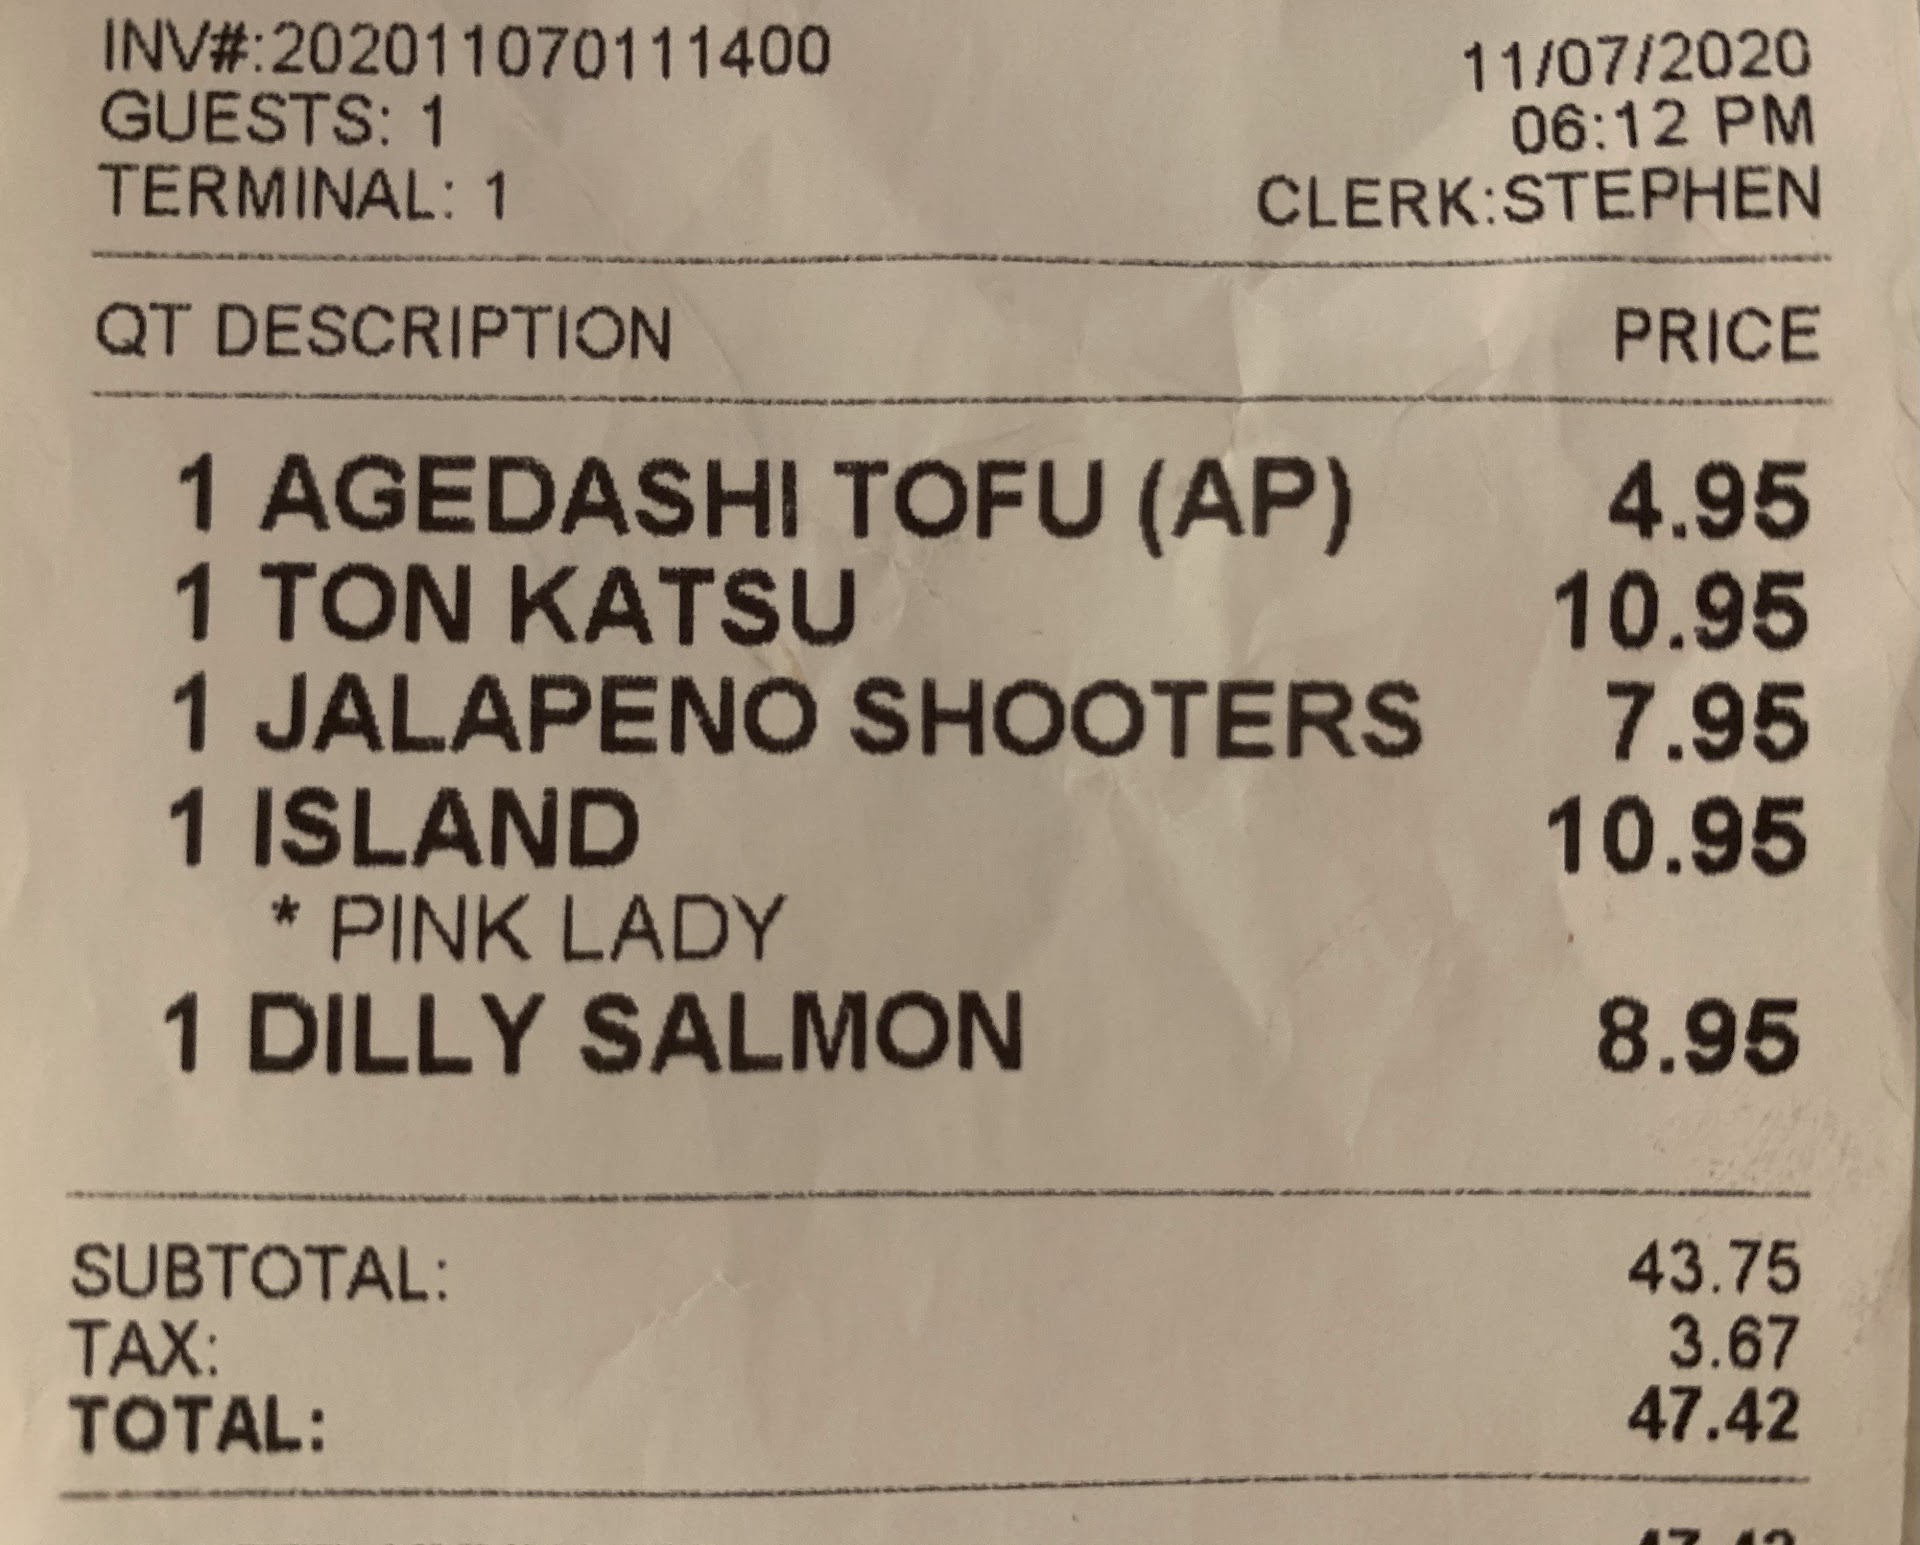 INV#:202011070111400 11/07/2020
GUESTS: 1 06:12 PM
TERMINAL: 1 CLERK:STEPHEN
QT DESCRIPTION PRICE
1 AGEDASHI TOFU (AP) 4.95
1 TON KATSU 10.95
1 JALAPENO SHOOTERS 7.95
1 ISLAND 10.95
* PINK LADY
1 DILLY SALMON 8.95
SUBTOTAL: 43.75
TAX: 3.67
TOTAL: 47.42